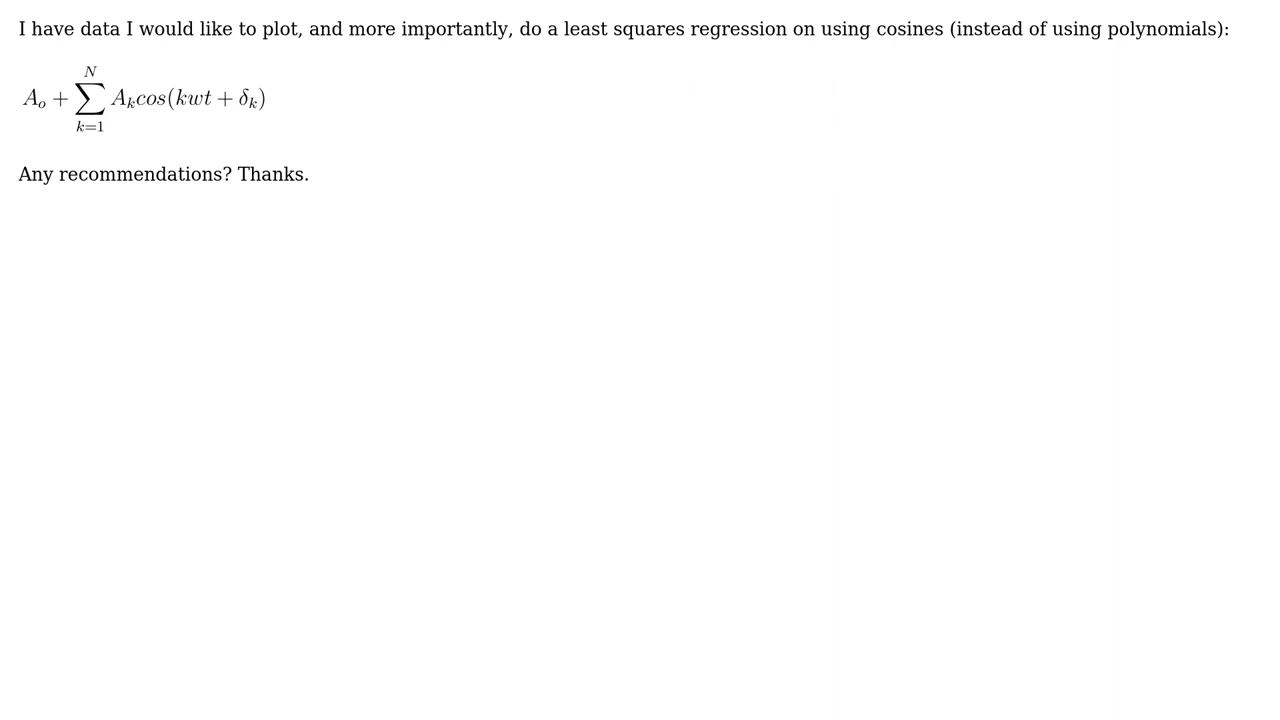 I have data I would like to plot, and more importantly, do a least squares regression on using cosines (instead of using polynomials):
$A_o + \sum_{k=1}^{N} A_k cos(kwt + \delta_k)$
Any recommendations? Thanks.